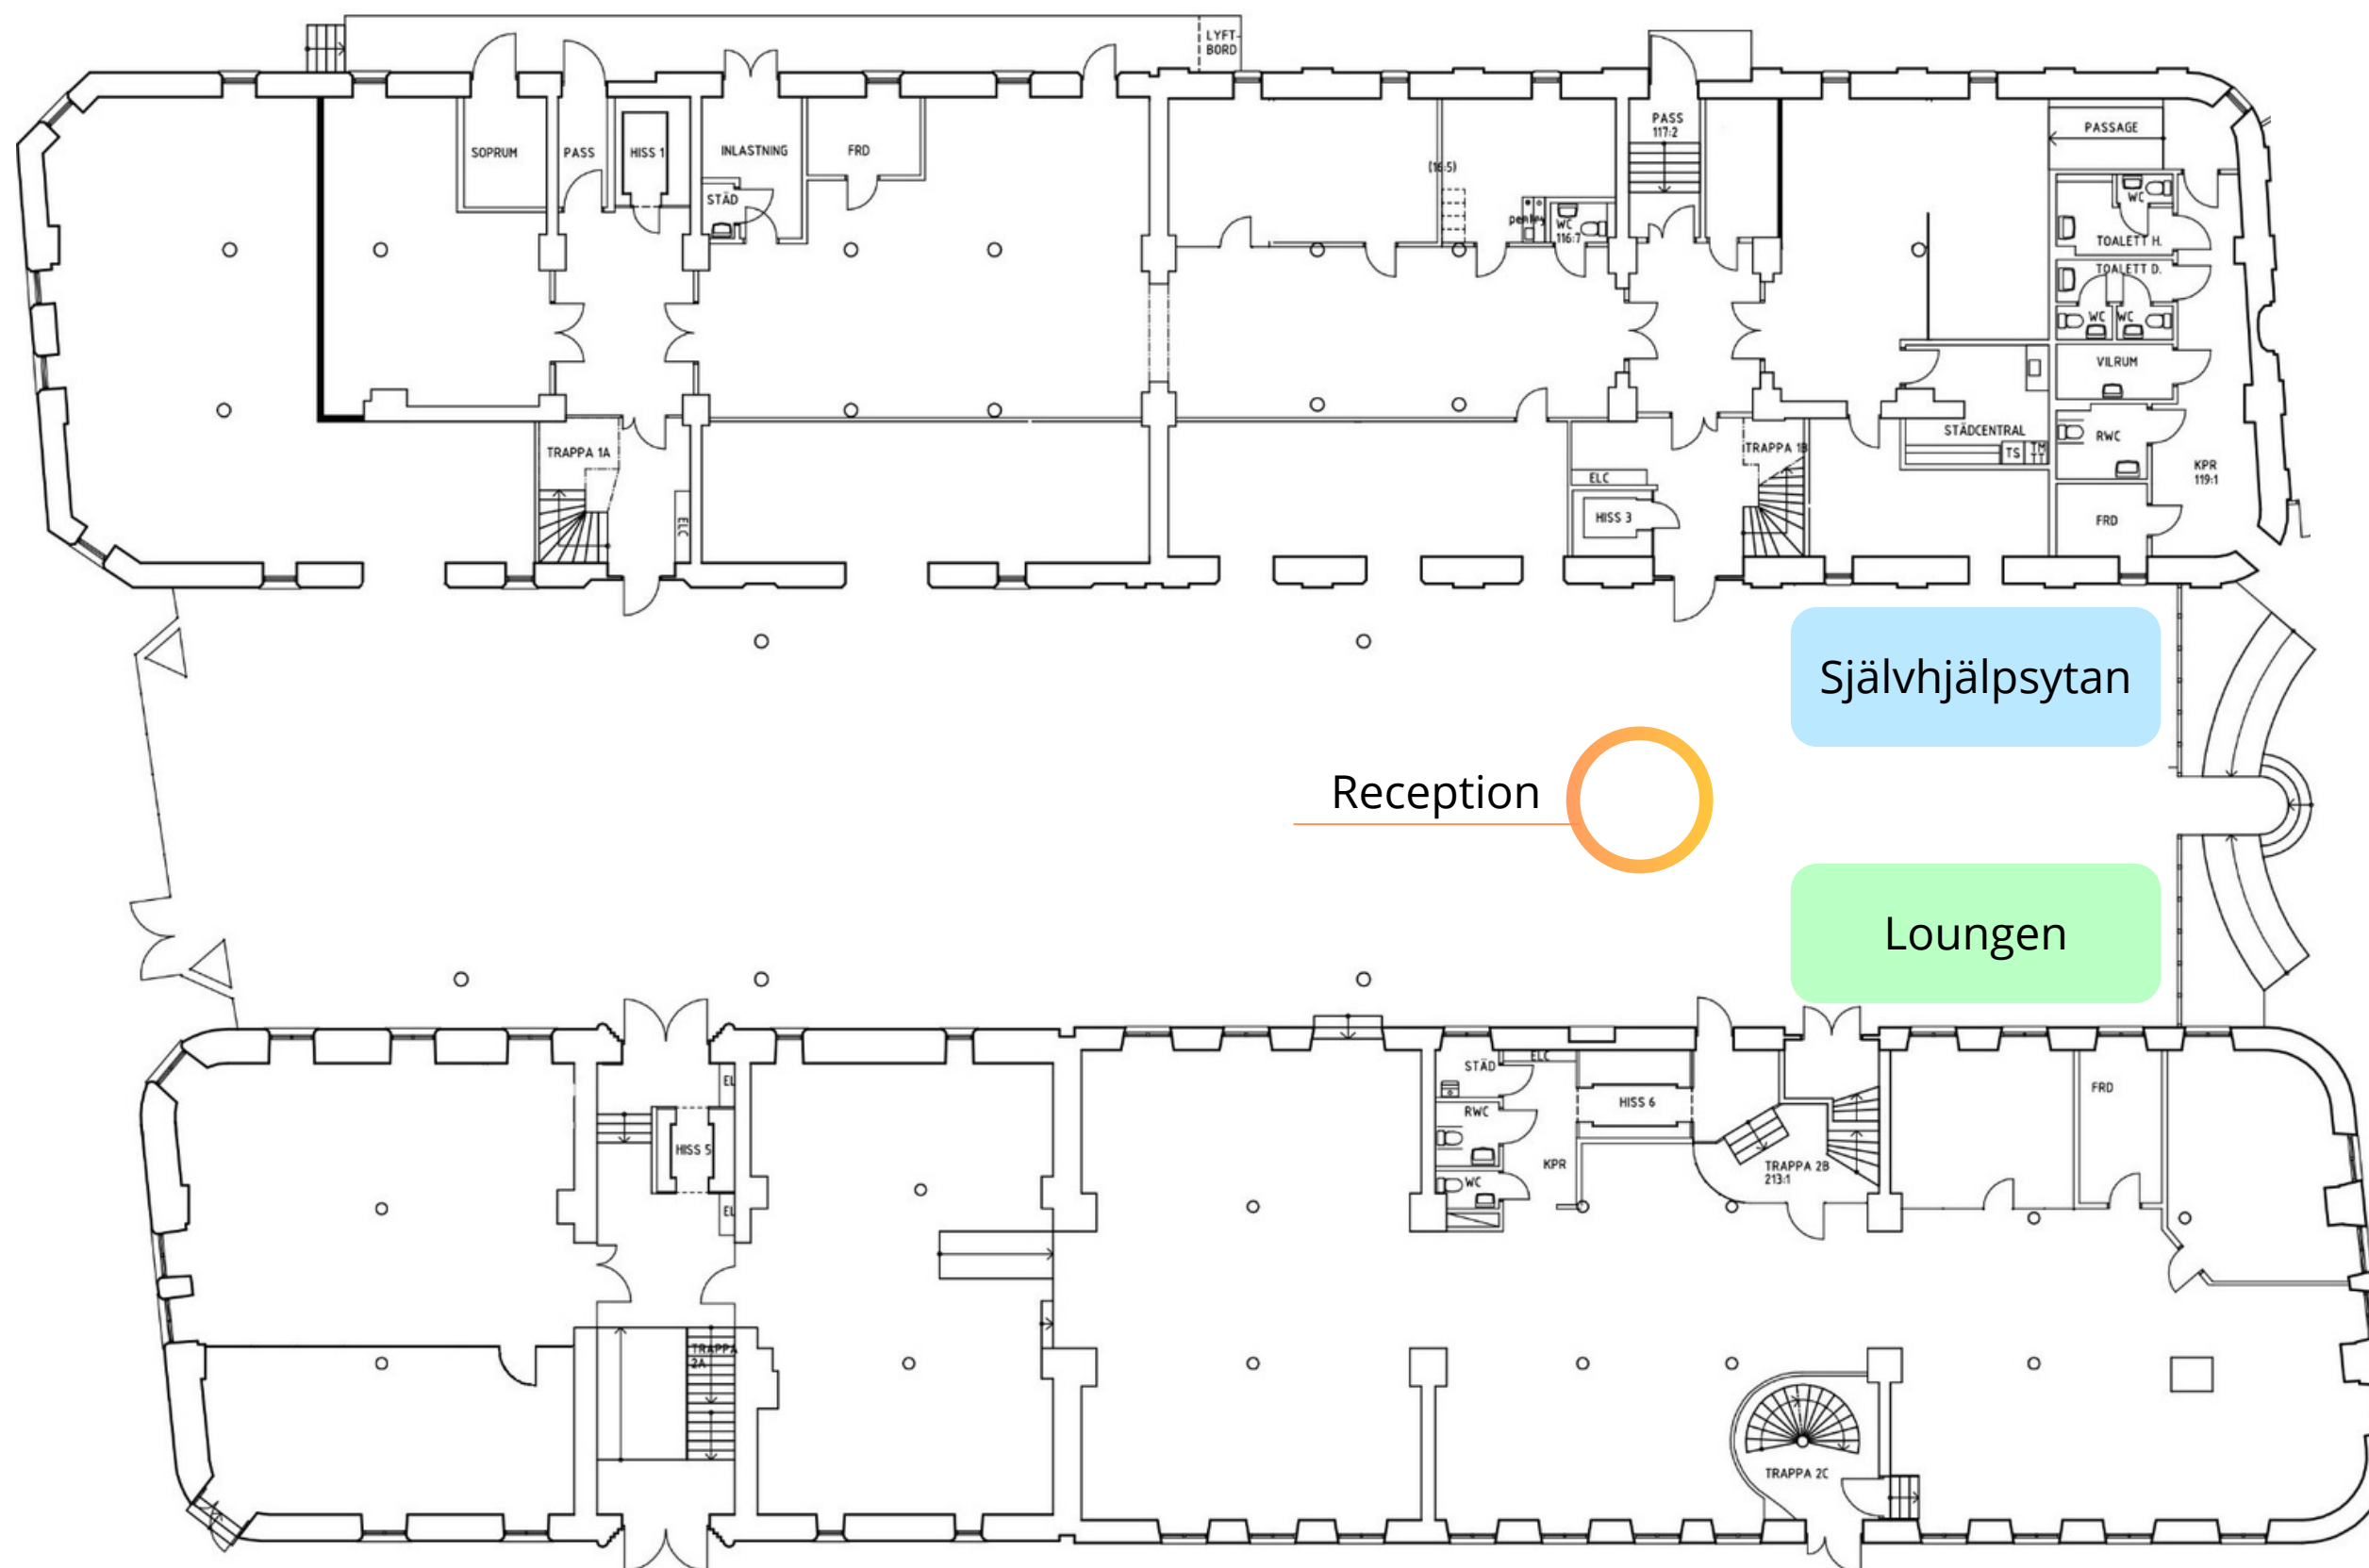 LYFT-
BORD
SOPRUM
PASS
HISS 1
INLASTNING
FRD
STÄD
(16:5)
pentry
WC
116:7
PASS
117:2
PASSAGE
WC
TOALETT H.
TOALETT D.
WC
WC
VILRUM
STÄDCENTRAL
TS
RWC
KPR
119:1
FRD
TRAPPA 1A
ELC
ELC
HISS 3
TRAPPA 1B
Självhjälpsytan
Reception
Loungen
EL
HISS 5
EL
TRAPPA
2A
STÄD
ELC
RWC
WC
KPR
HISS 6
TRAPPA 2B
213:1
FRD
TRAPPA 2C